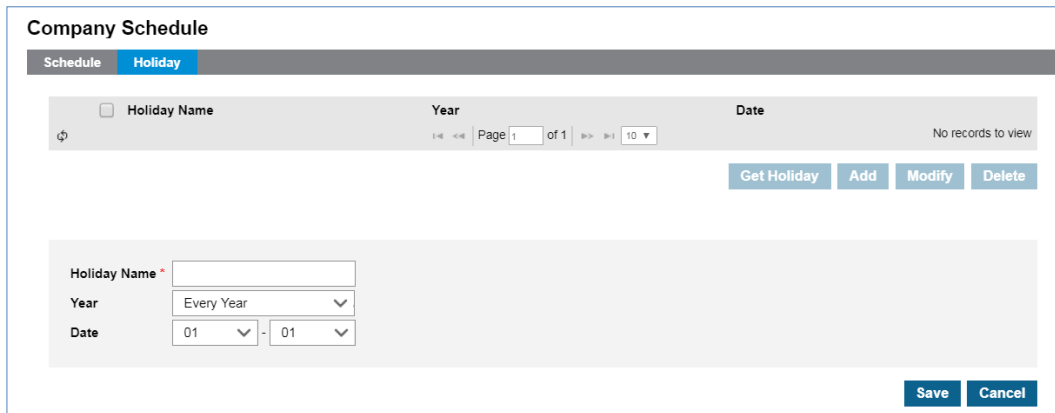 Company Schedule
Schedule Holiday
Holiday Name Year Date
Page 1 of 1 10 No records to view
Get Holiday Add Modify Delete
Holiday Name *
Year Every Year
Date 01 - 01
Save Cancel